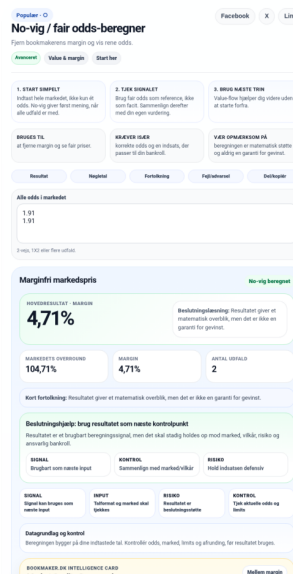 Populær · ⬡
Facebook
X
Lin
No-vig / fair odds-beregner
Fjern bookmakerens margin og vis rene odds.
Avanceret
Value & margin
Start her
1. START SIMPELT
Indtast hele markedet, ikke kun ét odds. No-vig giver først mening, når alle udfald er med.
2. TJEK SIGNALET
Brug fair odds som reference, ikke som facit. Sammenlign derefter med din egen vurdering.
3. BRUG NÆSTE TRIN
Value-flow hjælper dig videre uden at starte forfra.
BRUGES TIL
at fjerne margin og se fair priser.
KRÆVER ISÆR
korrekte odds og en indsats, der passer til din bankroll.
VÆR OPMÆRKSOM PÅ
beregningen er matematisk støtte og aldrig en garanti for gevinst.
Resultat
Nøgletal
Fortolkning
Fejl/advarsel
Del/kopiér
Alle odds i markedet
1.91
1.91
2-vejs, 1X2 eller flere udfald.
Marginfri markedspris
No-vig beregnet
HOVEDRESULTAT · MARGIN
4,71%
Beslutningslæsning: Resultatet giver et matematisk overblik, men det er ikke en garanti for gevinst.
MARKEDETS OVERROUND
104,71%
MARGIN
4,71%
ANTAL UDFALD
2
Kort fortolkning: Resultatet giver et matematisk overblik, men det er ikke en garanti for gevinst.
Beslutningshjælp: brug resultatet som næste kontrolpunkt
Resultatet er et brugbart beregningssignal, men det skal stadig holdes op mod marked, vilkår, risiko og ansvarlig bankroll.
SIGNAL
Brugbart som næste input
KONTROL
Sammenlign med marked/vilkår
RISIKO
Hold indsatsen defensiv
SIGNAL
Signal kan bruges som næste input
INPUT
Talformat og marked skal tjekkes
RISIKO
Resultatet er beslutningsstøtte
KONTROL
Tjek aktuelle odds og limits
Datagrundlag og kontrol
Beregningen bygger på dine indtastede tal. Kontrollér odds, marked, limits og afrunding, før resultatet bruges.
BOOKMAKER.DK INTELLIGENCE CARD
Mellem margin